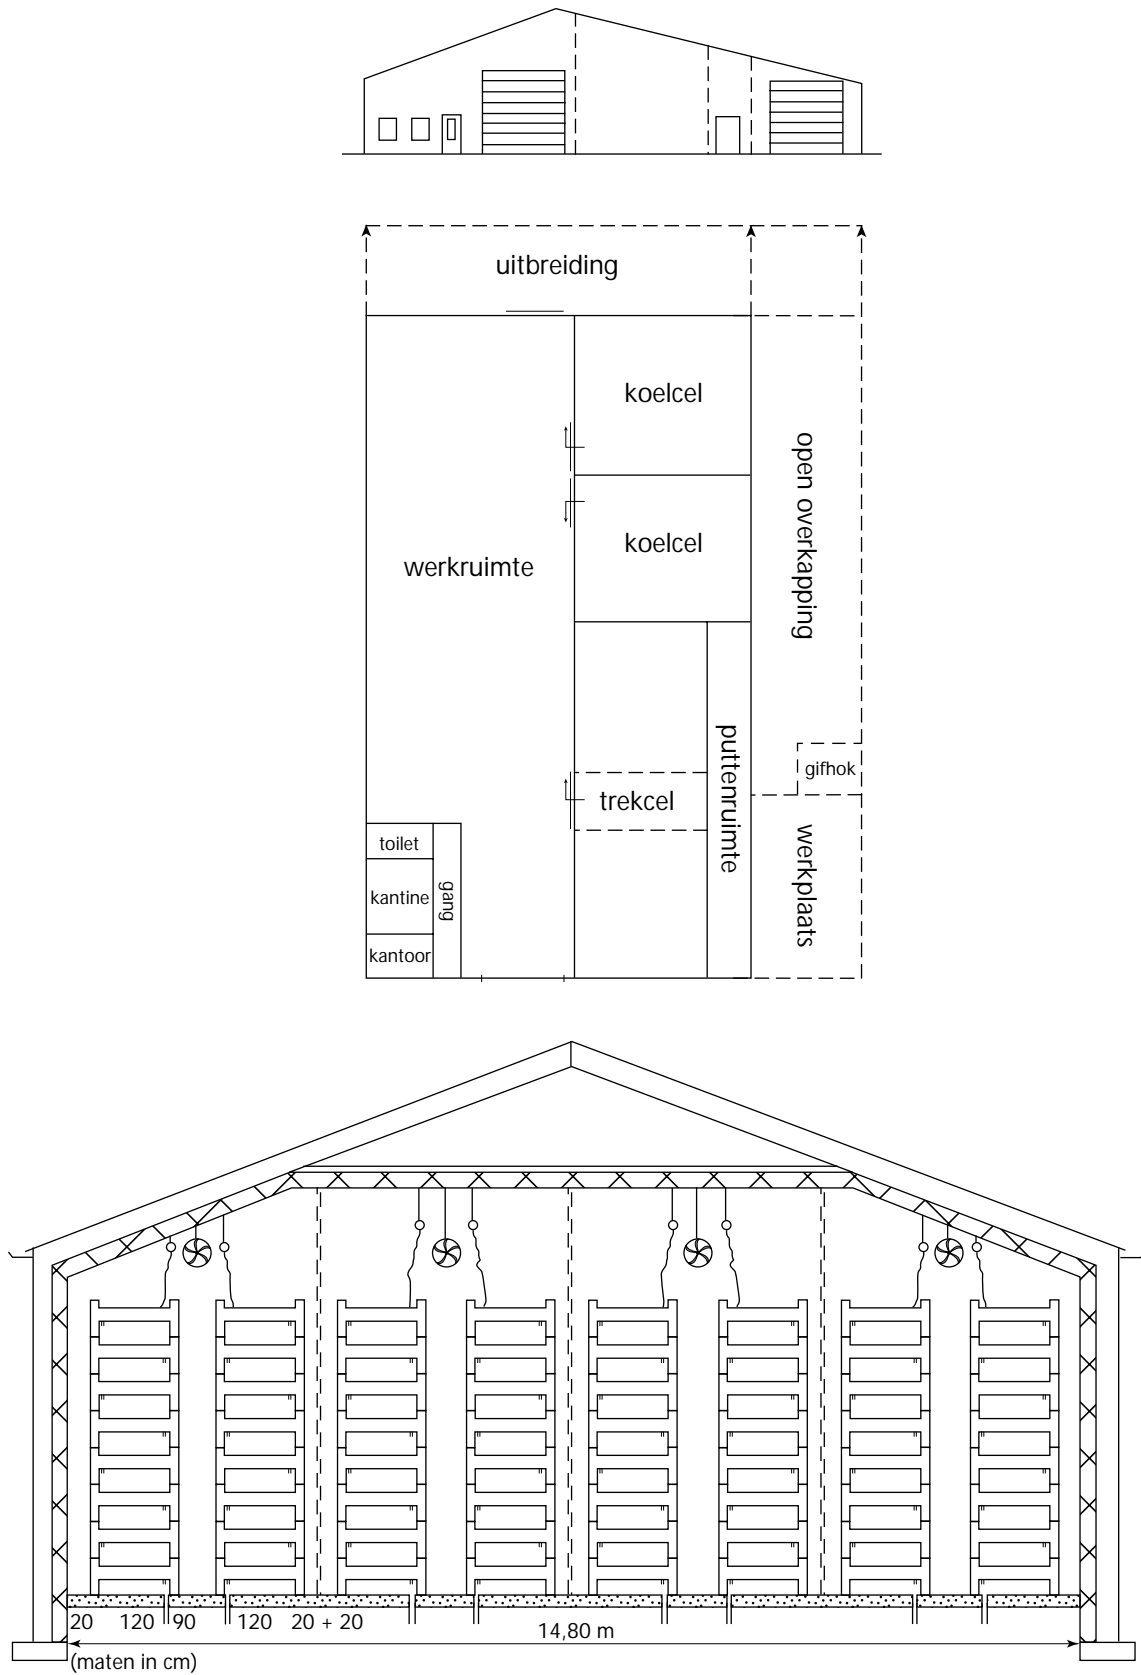 uitbreiding
koelcel
open overkapping
koelcel
werkruimte
puttenruimte
gifhok
trekcel
werkplaats
toilet
kantine
gang
kantoor
20 120 90 120 20 + 20
14,80 m
(maten in cm)